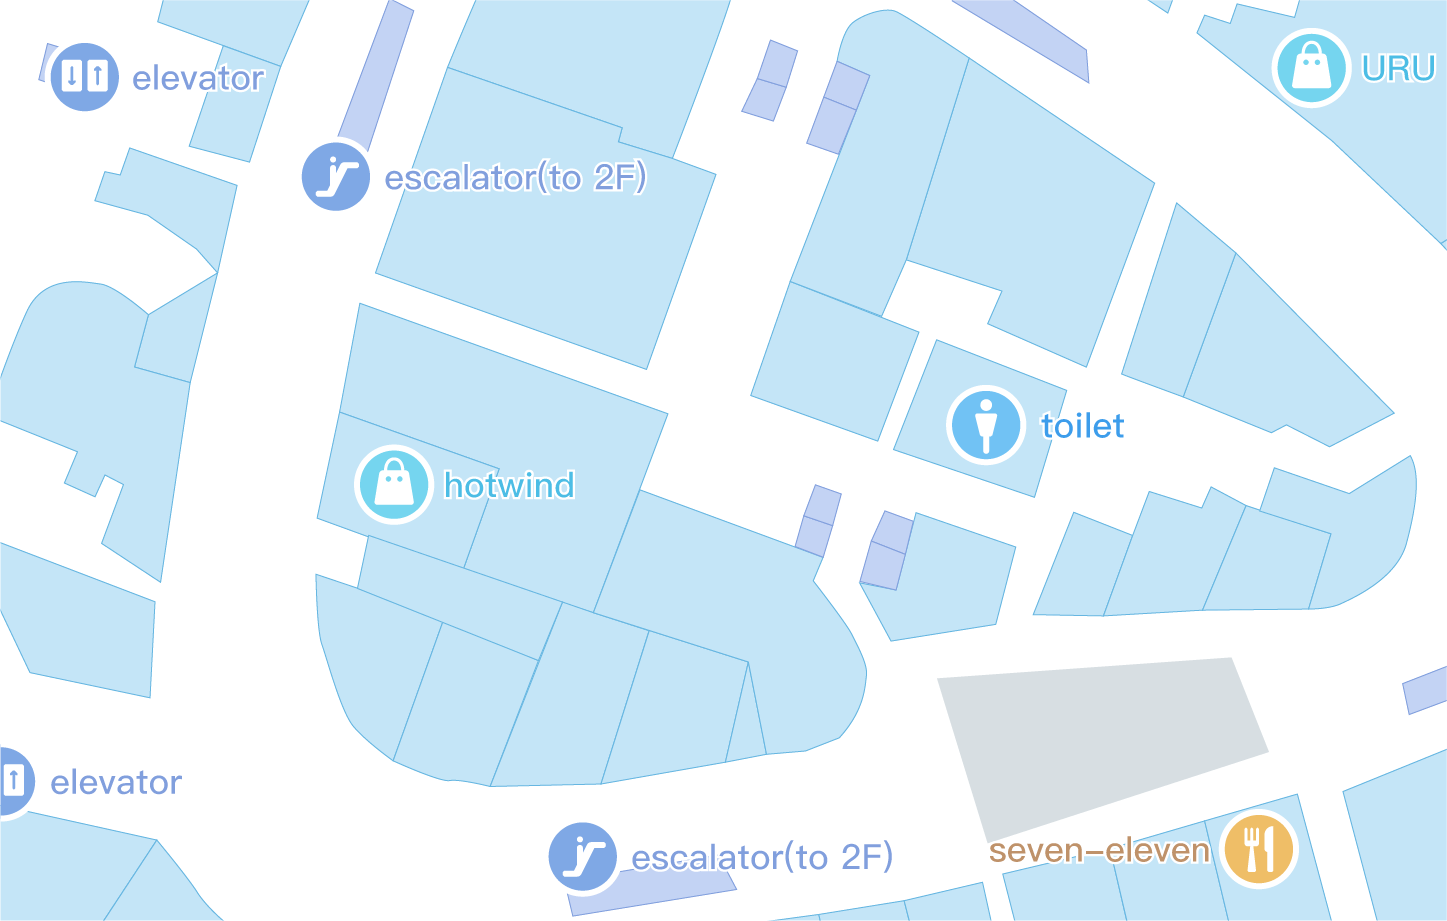 URU
elevator
escalator(to 2F)
toilet
hotwind
elevator
seven–eleven
escalator(to 2F)